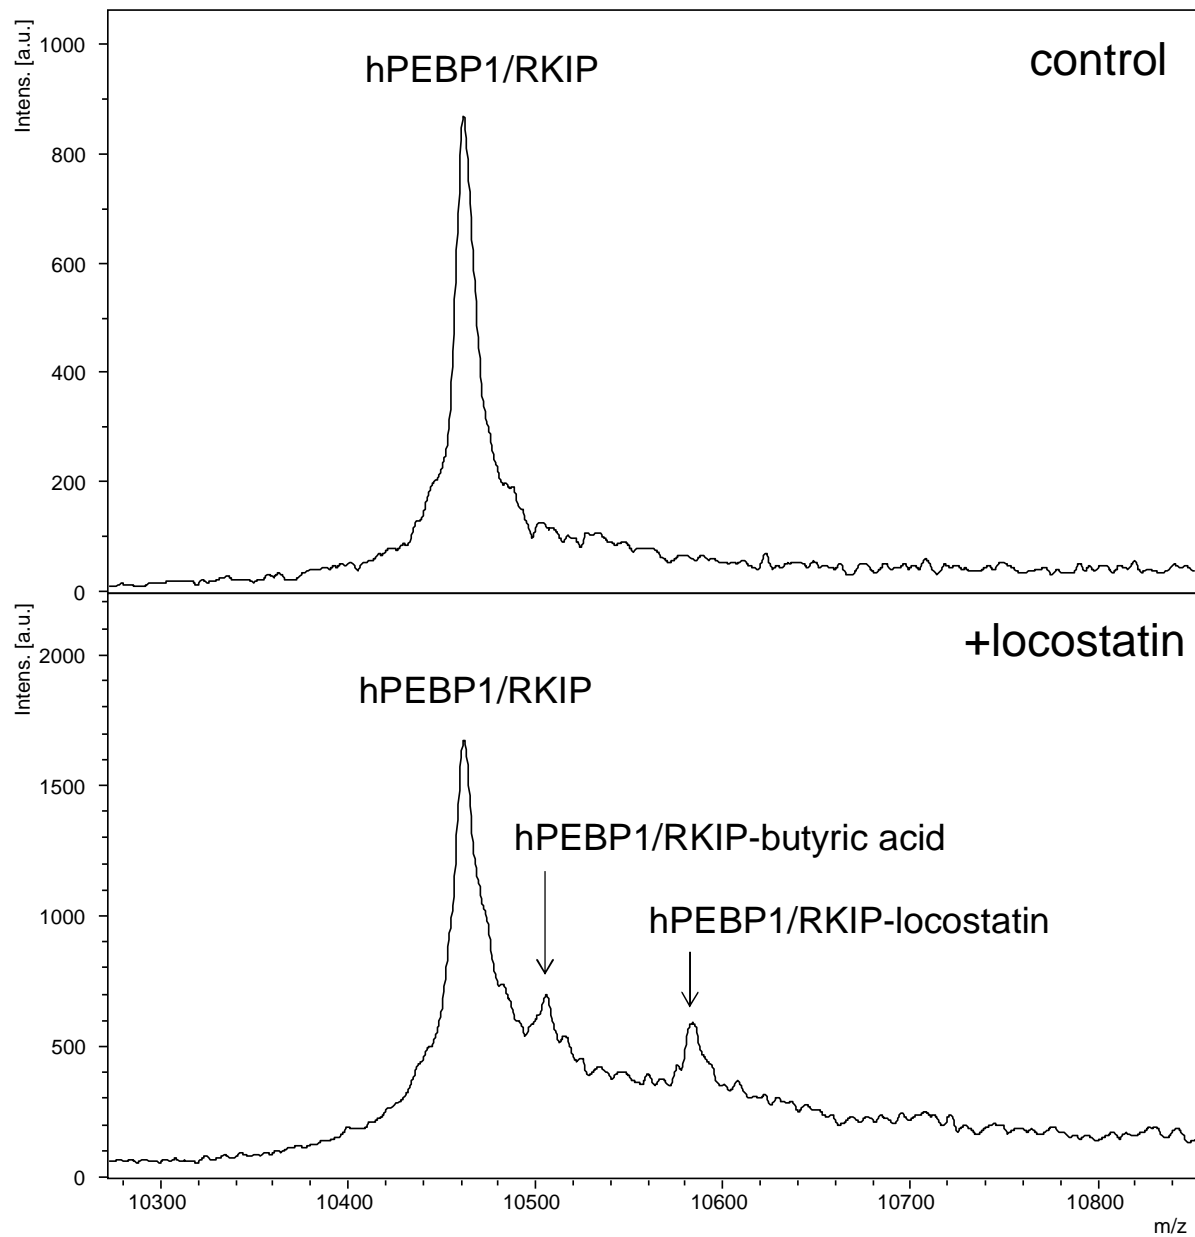 Intens. [a.u.]
1000
800
600
400
200
0
hPEBP1/RKIP
control
Intens. [a.u.]
2000
1500
1000
500
0
+locostatin
hPEBP1/RKIP
hPEBP1/RKIP-butyric acid
hPEBP1/RKIP-locostatin
10300 10400 10500 10600 10700 10800
m/z